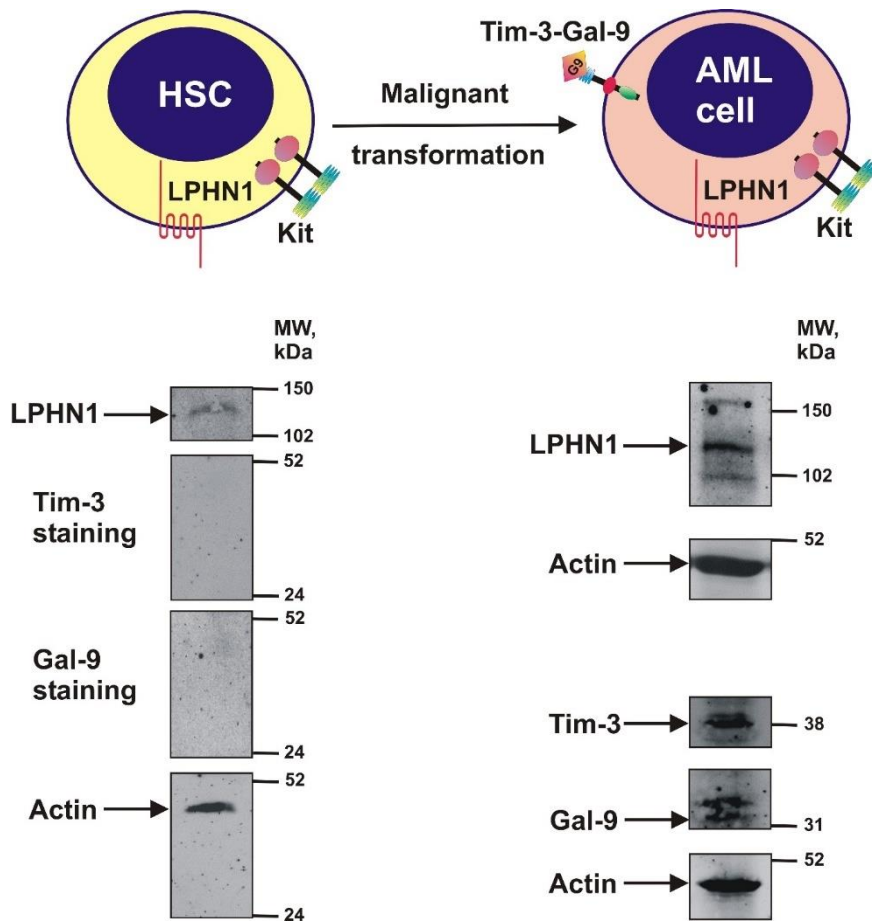 Tim-3-Gal-9
G9
HSC
Malignant
transformation
AML
cell
LPHN1
Kit
LPHN1
Kit
MW,
kDa
150
LPHN1
102
52
Tim-3
staining
24
52
Gal-9
staining
24
52
Actin
24
MW,
kDa
150
LPHN1
102
52
Actin
Tim-3
38
Gal-9
31
52
Actin